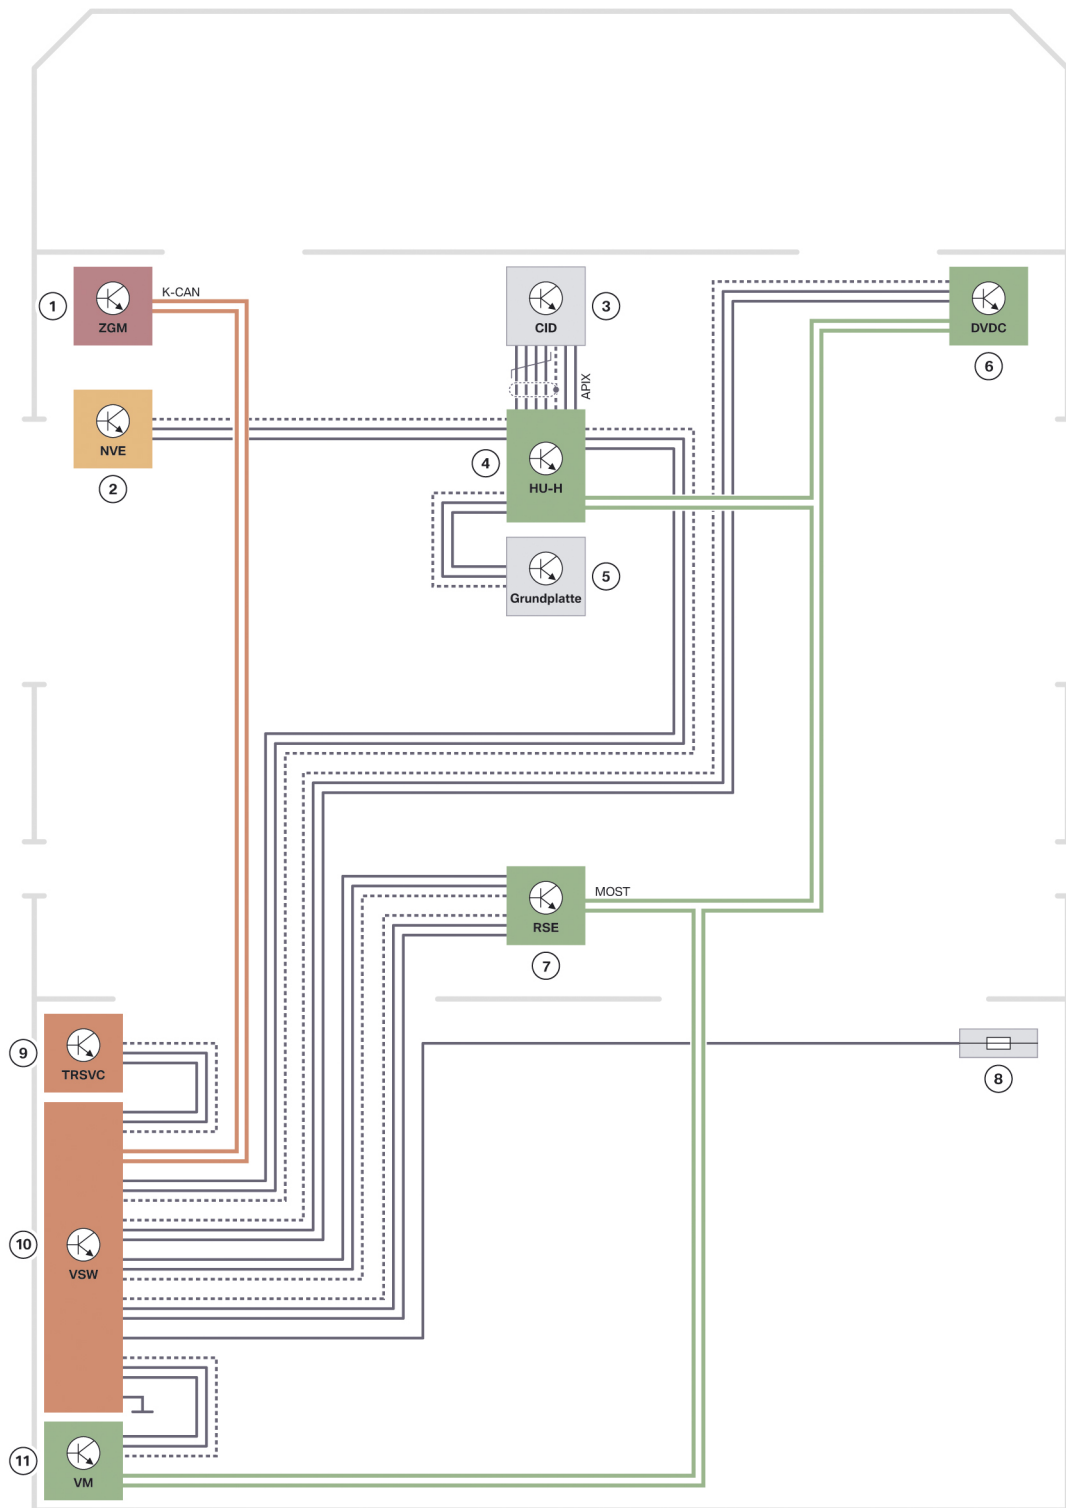 K-CAN
1
ZGM
3
CID
DVDC
6
APIX
NVE
2
4
HU-H
5
Grundplatte
MOST
RSE
7
9
TRSVC
8
10
VSW
11
VM